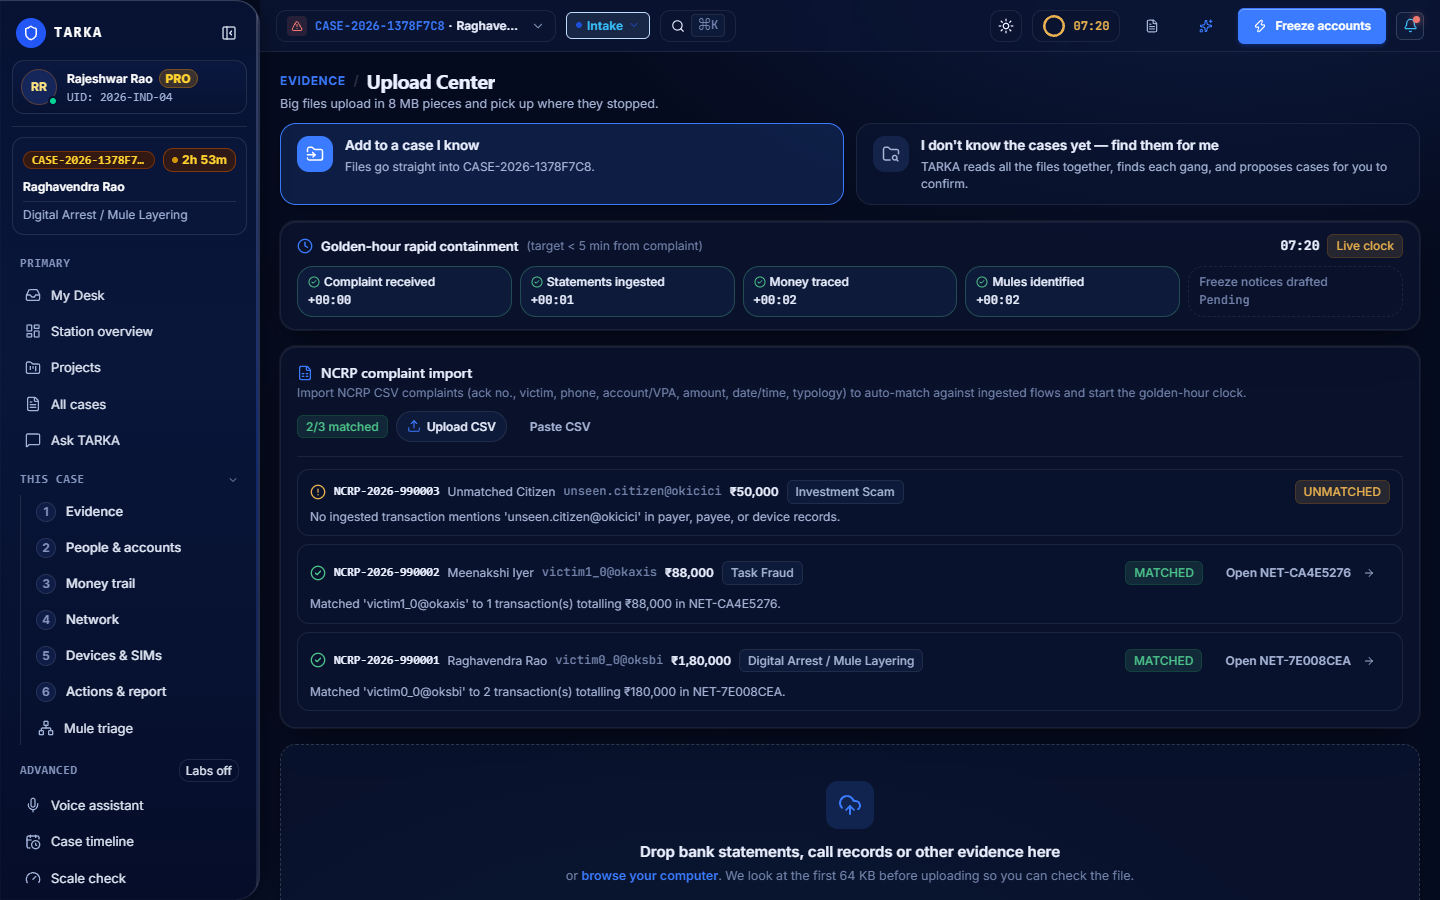 TARKA
RR
Rajeshwar Rao PRO
UID: 2026-IND-04
CASE-2026-1378F7… 2h 53m
Raghavendra Rao
Digital Arrest / Mule Layering
PRIMARY
My Desk
Station overview
Projects
All cases
Ask TARKA
THIS CASE
1 Evidence
2 People & accounts
3 Money trail
4 Network
5 Devices & SIMs
6 Actions & report
Mule triage
ADVANCED Labs off
Voice assistant
Case timeline
Scale check
CASE-2026-1378F7C8 · Raghave... Intake ⌘K 07:20 Freeze accounts
EVIDENCE / Upload Center
Big files upload in 8 MB pieces and pick up where they stopped.
Add to a case I know
Files go straight into CASE-2026-1378F7C8.
I don't know the cases yet — find them for me
TARKA reads all the files together, finds each gang, and proposes cases for you to
confirm.
Golden-hour rapid containment (target < 5 min from complaint) 07:20 Live clock
Complaint received
+00:00
Statements ingested
+00:01
Money traced
+00:02
Mules identified
+00:02
Freeze notices drafted
Pending
NCRP complaint import
Import NCRP CSV complaints (ack no., victim, phone, account/VPA, amount, date/time, typology) to auto-match against ingested flows and start the golden-hour clock.
2/3 matched Upload CSV Paste CSV
NCRP-2026-990003 Unmatched Citizen unseen.citizen@okicici ₹50,000 Investment Scam UNMATCHED
No ingested transaction mentions 'unseen.citizen@okicici' in payer, payee, or device records.
NCRP-2026-990002 Meenakshi Iyer victim1_0@okaxis ₹88,000 Task Fraud MATCHED Open NET-CA4E5276 →
Matched 'victim1_0@okaxis' to 1 transaction(s) totalling ₹88,000 in NET-CA4E5276.
NCRP-2026-990001 Raghavendra Rao victim0_0@oksbi ₹1,80,000 Digital Arrest / Mule Layering MATCHED Open NET-7E008CEA →
Matched 'victim0_0@oksbi' to 2 transaction(s) totalling ₹180,000 in NET-7E008CEA.
Drop bank statements, call records or other evidence here
or browse your computer. We look at the first 64 KB before uploading so you can check the file.